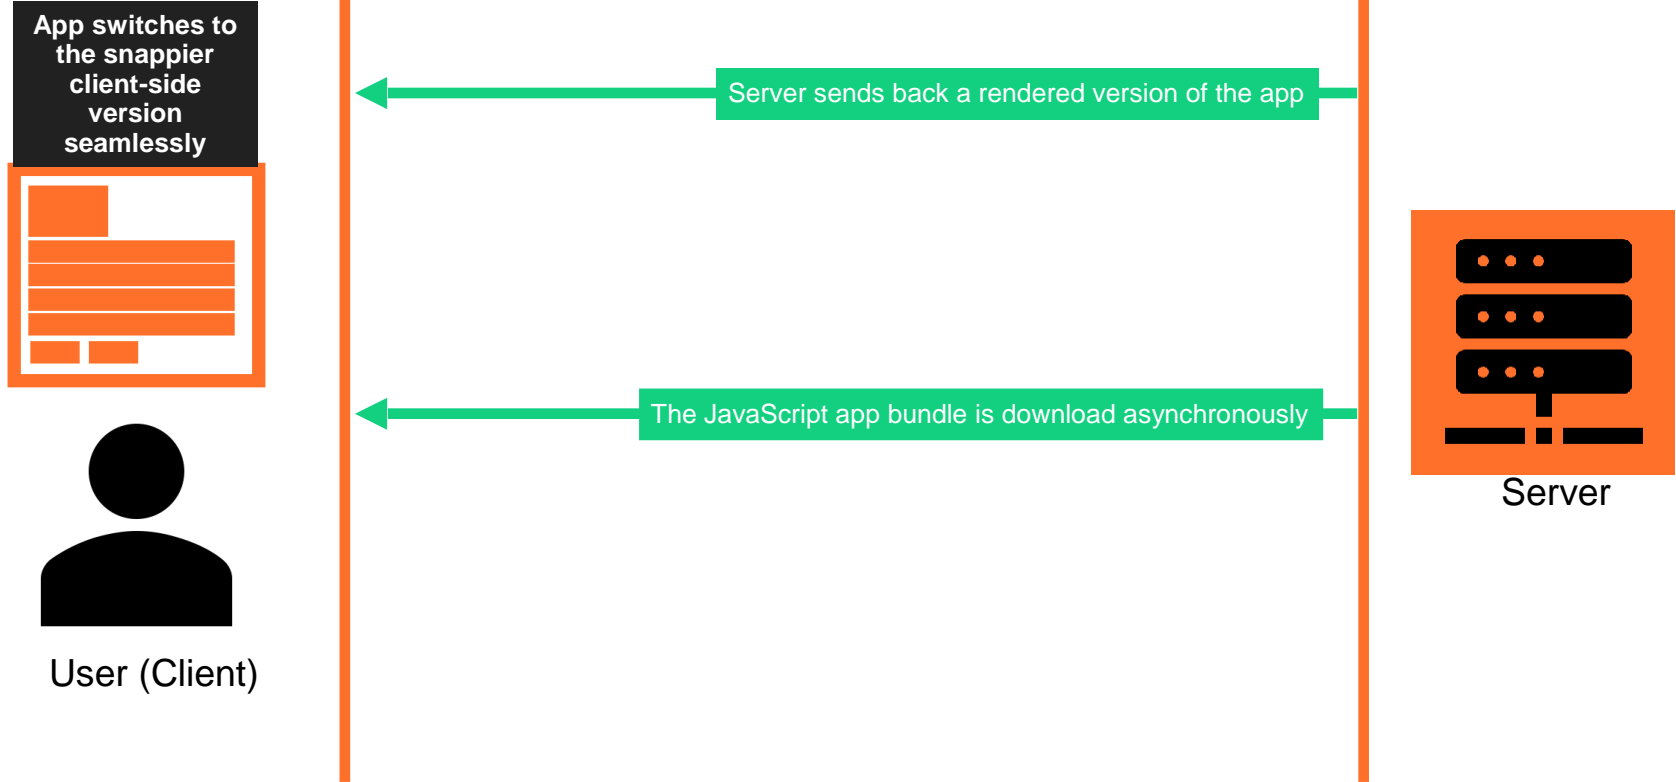 App switches to
the snappier
client-side
version
seamlessly
Server sends back a rendered version of the app
The JavaScript app bundle is download asynchronously
Server
User (Client)